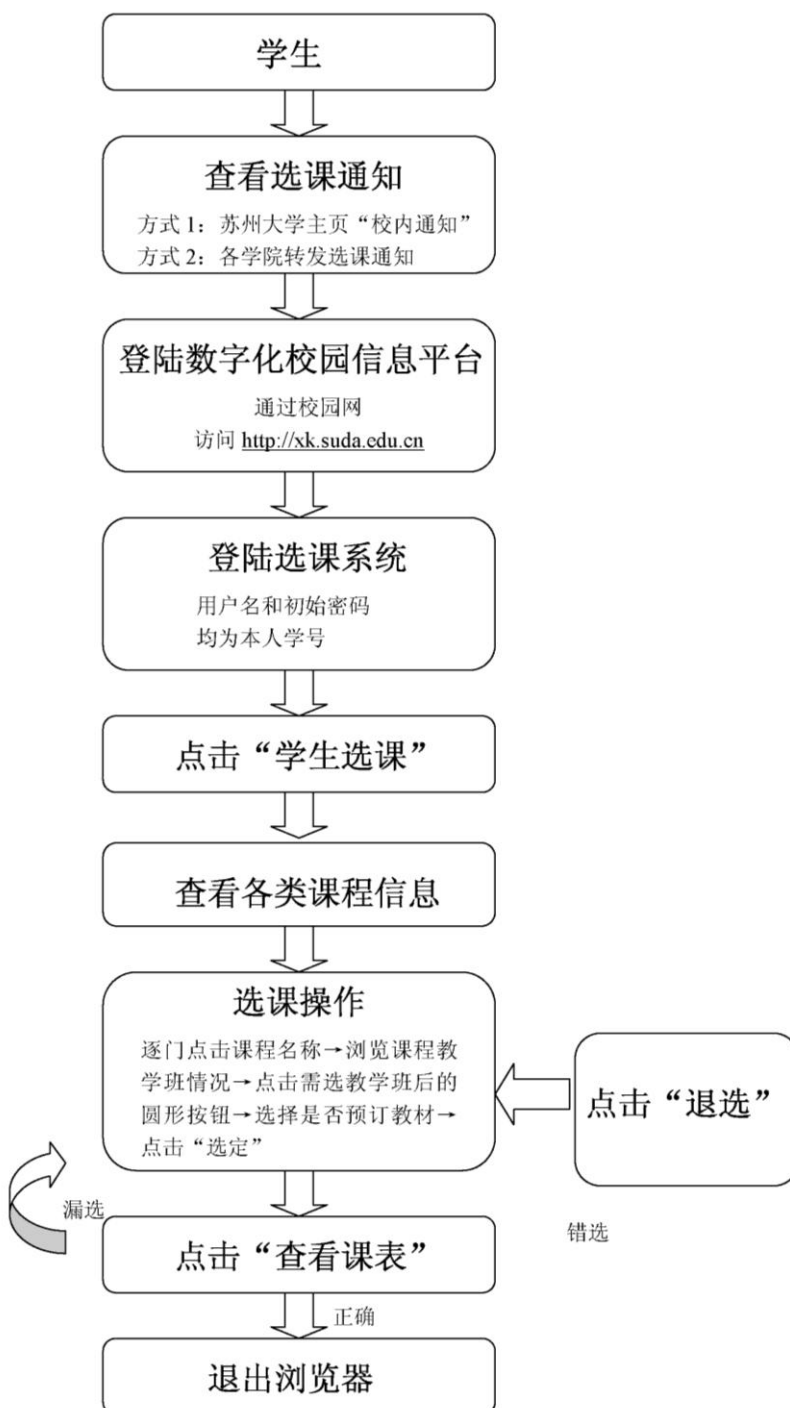 学生
查看选课通知
方式 1：苏州大学主页“校内通知”
方式 2：各学院转发选课通知
登陆数字化校园信息平台
通过校园网
访问 http://xk.suda.edu.cn
登陆选课系统
用户名和初始密码
均为本人学号
点击“学生选课”
查看各类课程信息
选课操作
逐门点击课程名称→浏览课程教
学班情况→点击需选教学班后的
圆形按钮→选择是否预订教材→
点击“选定”
点击“退选”
漏选
错选
点击“查看课表”
正确
退出浏览器